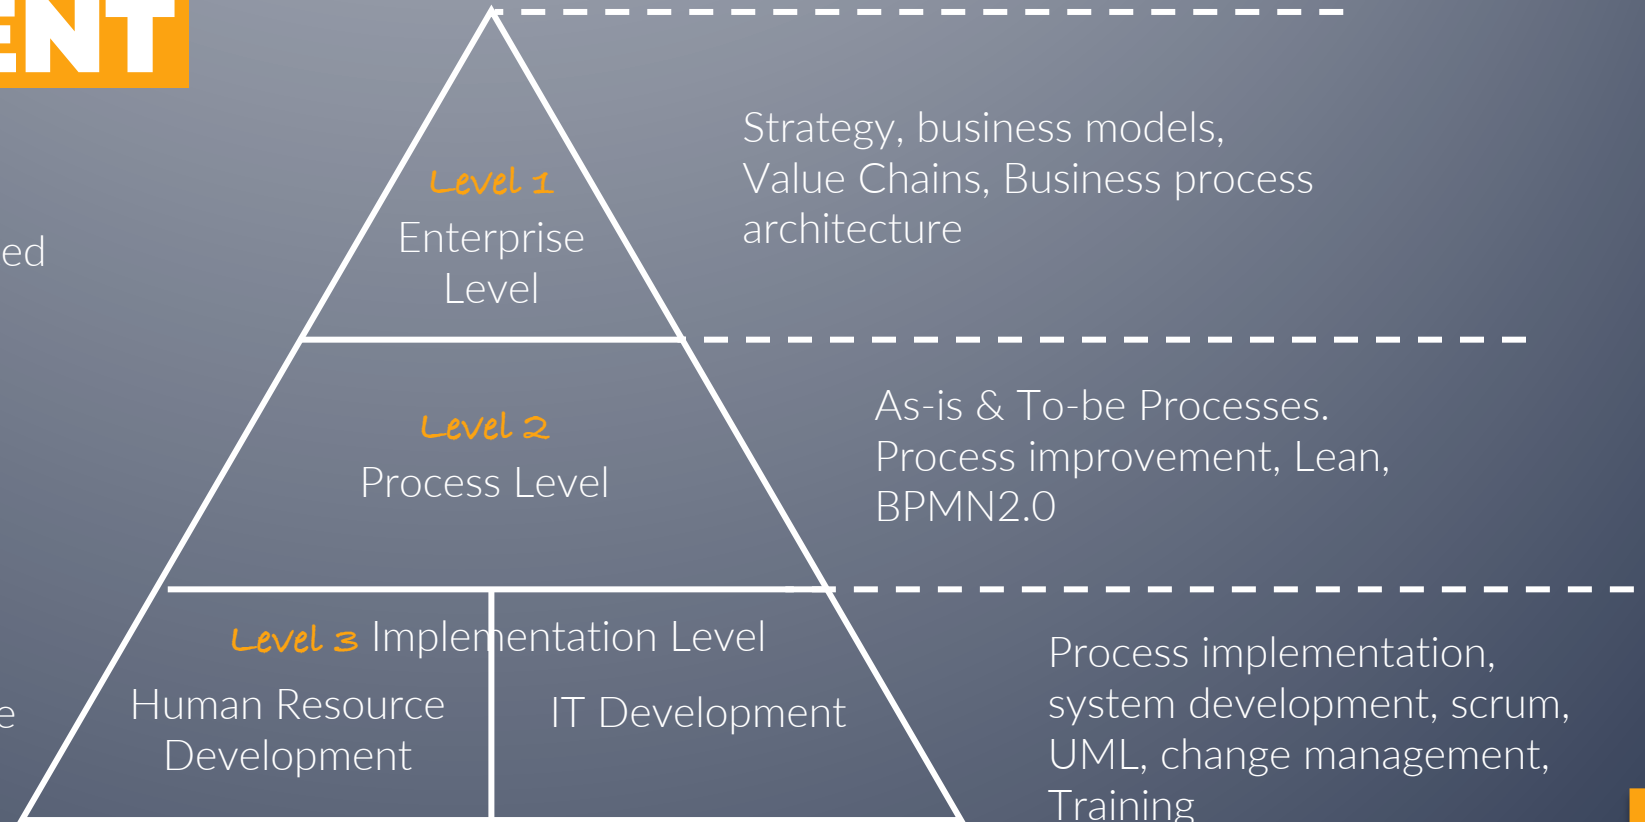 ENT
ed
e
Level 1
Enterprise
Level
Strategy, business models,
Value Chains, Business process
architecture
Level 2
Process Level
As-is & To-be Processes.
Process improvement, Lean,
BPMN2.0
Level 3 Implementation Level
Human Resource
Development
IT Development
Process implementation,
system development, scrum,
UML, change management,
Training